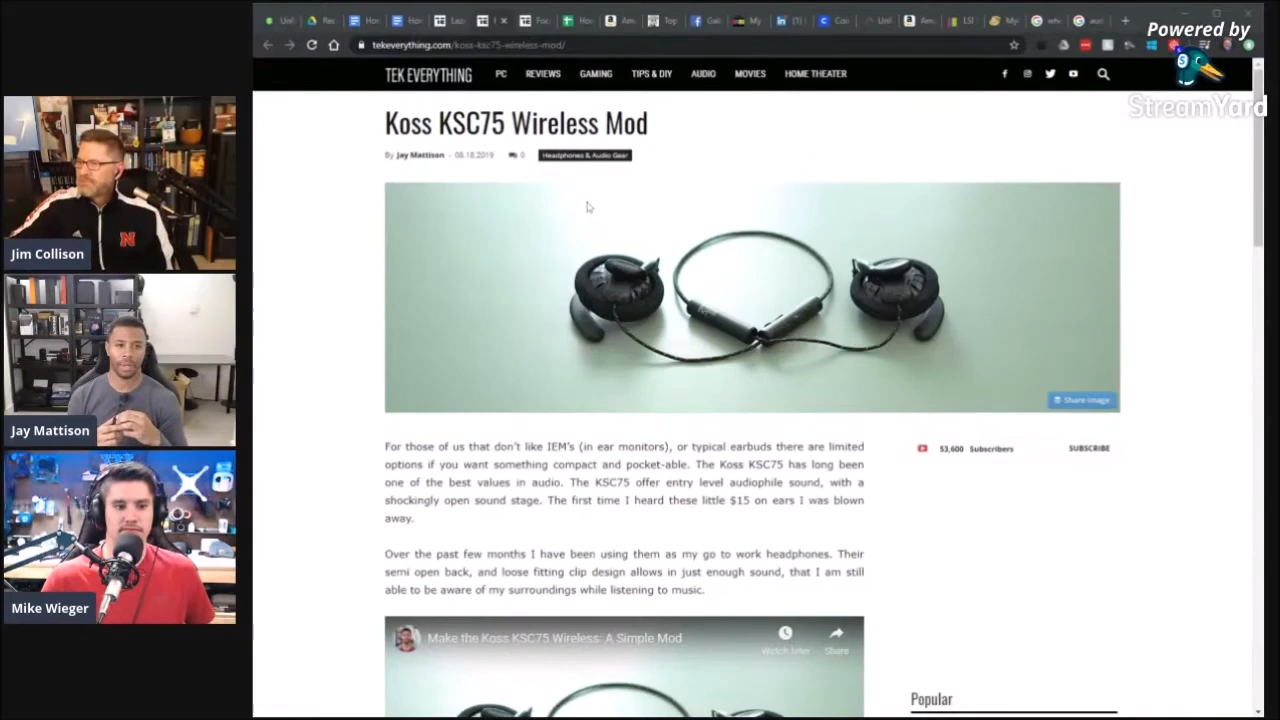 Powered by
StreamYard
tekeverything.com/koss-ksc75-wireless-mod/
TEK EVERYTHING PC REVIEWS GAMING TIPS & DIY AUDIO MOVIES HOME THEATER
Koss KSC75 Wireless Mod
By Jay Mattison - 08.18.2019 0 Headphones & Audio Gear
Share Image
For those of us that don't like IEM's (in ear monitors), or typical earbuds there are limited
options if you want something compact and pocket-able. The Koss KSC75 has long been
one of the best values in audio. The KSC75 offer entry level audiophile sound, with a
shockingly open sound stage. The first time I heard these little $15 on ears I was blown
away.
53,600 Subscribers SUBSCRIBE
Over the past few months I have been using them as my go to work headphones. Their
semi open back, and loose fitting clip design allows in just enough sound, that I am still
able to be aware of my surroundings while listening to music.
Make the Koss KSC75 Wireless: A Simple Mod
Watch later Share
Popular
Jim Collison
N
Jay Mattison
Mike Wieger